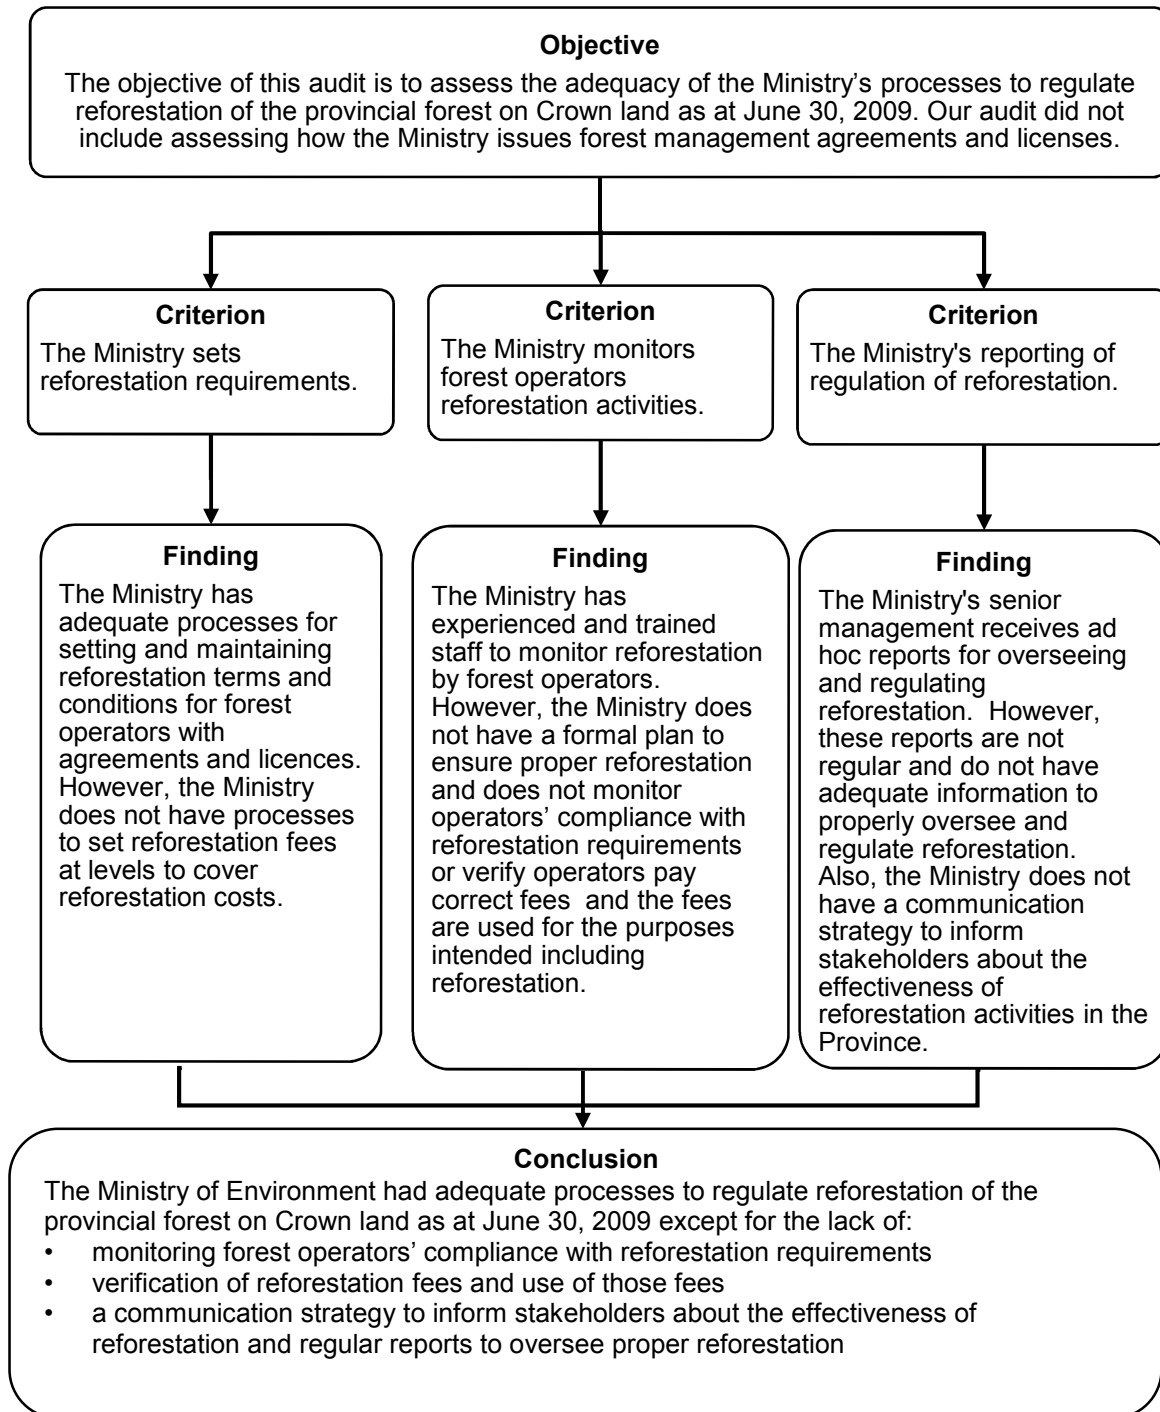 Objective
The objective of this audit is to assess the adequacy of the Ministry’s processes to regulate
reforestation of the provincial forest on Crown land as at June 30, 2009. Our audit did not
include assessing how the Ministry issues forest management agreements and licenses.
Criterion
The Ministry sets
reforestation requirements.
Criterion
The Ministry monitors
forest operators
reforestation activities.
Criterion
The Ministry's reporting of
regulation of reforestation.
Finding
The Ministry has
adequate processes for
setting and maintaining
reforestation terms and
conditions for forest
operators with
agreements and licences.
However, the Ministry
does not have processes
to set reforestation fees
at levels to cover
reforestation costs.
Finding
The Ministry has
experienced and trained
staff to monitor reforestation
by forest operators.
However, the Ministry does
not have a formal plan to
ensure proper reforestation
and does not monitor
operators’ compliance with
reforestation requirements
or verify operators pay
correct fees  and the fees
are used for the purposes
intended including
reforestation.
Finding
The Ministry's senior
management receives ad
hoc reports for overseeing
and regulating
reforestation.  However,
these reports are not
regular and do not have
adequate information to
properly oversee and
regulate reforestation.
Also, the Ministry does not
have a communication
strategy to inform
stakeholders about the
effectiveness of
reforestation activities in the
Province.
Conclusion
The Ministry of Environment had adequate processes to regulate reforestation of the
provincial forest on Crown land as at June 30, 2009 except for the lack of:
• monitoring forest operators’ compliance with reforestation requirements
• verification of reforestation fees and use of those fees
• a communication strategy to inform stakeholders about the effectiveness of
reforestation and regular reports to oversee proper reforestation